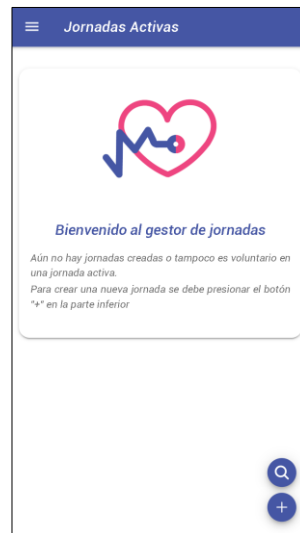 Jornadas Activas
Bienvenido al gestor de jornadas
Aún no hay jornadas creadas o tampoco es voluntario en
una jornada activa.
Para crear una nueva jornada se debe presionar el botón
"+" en la parte inferior